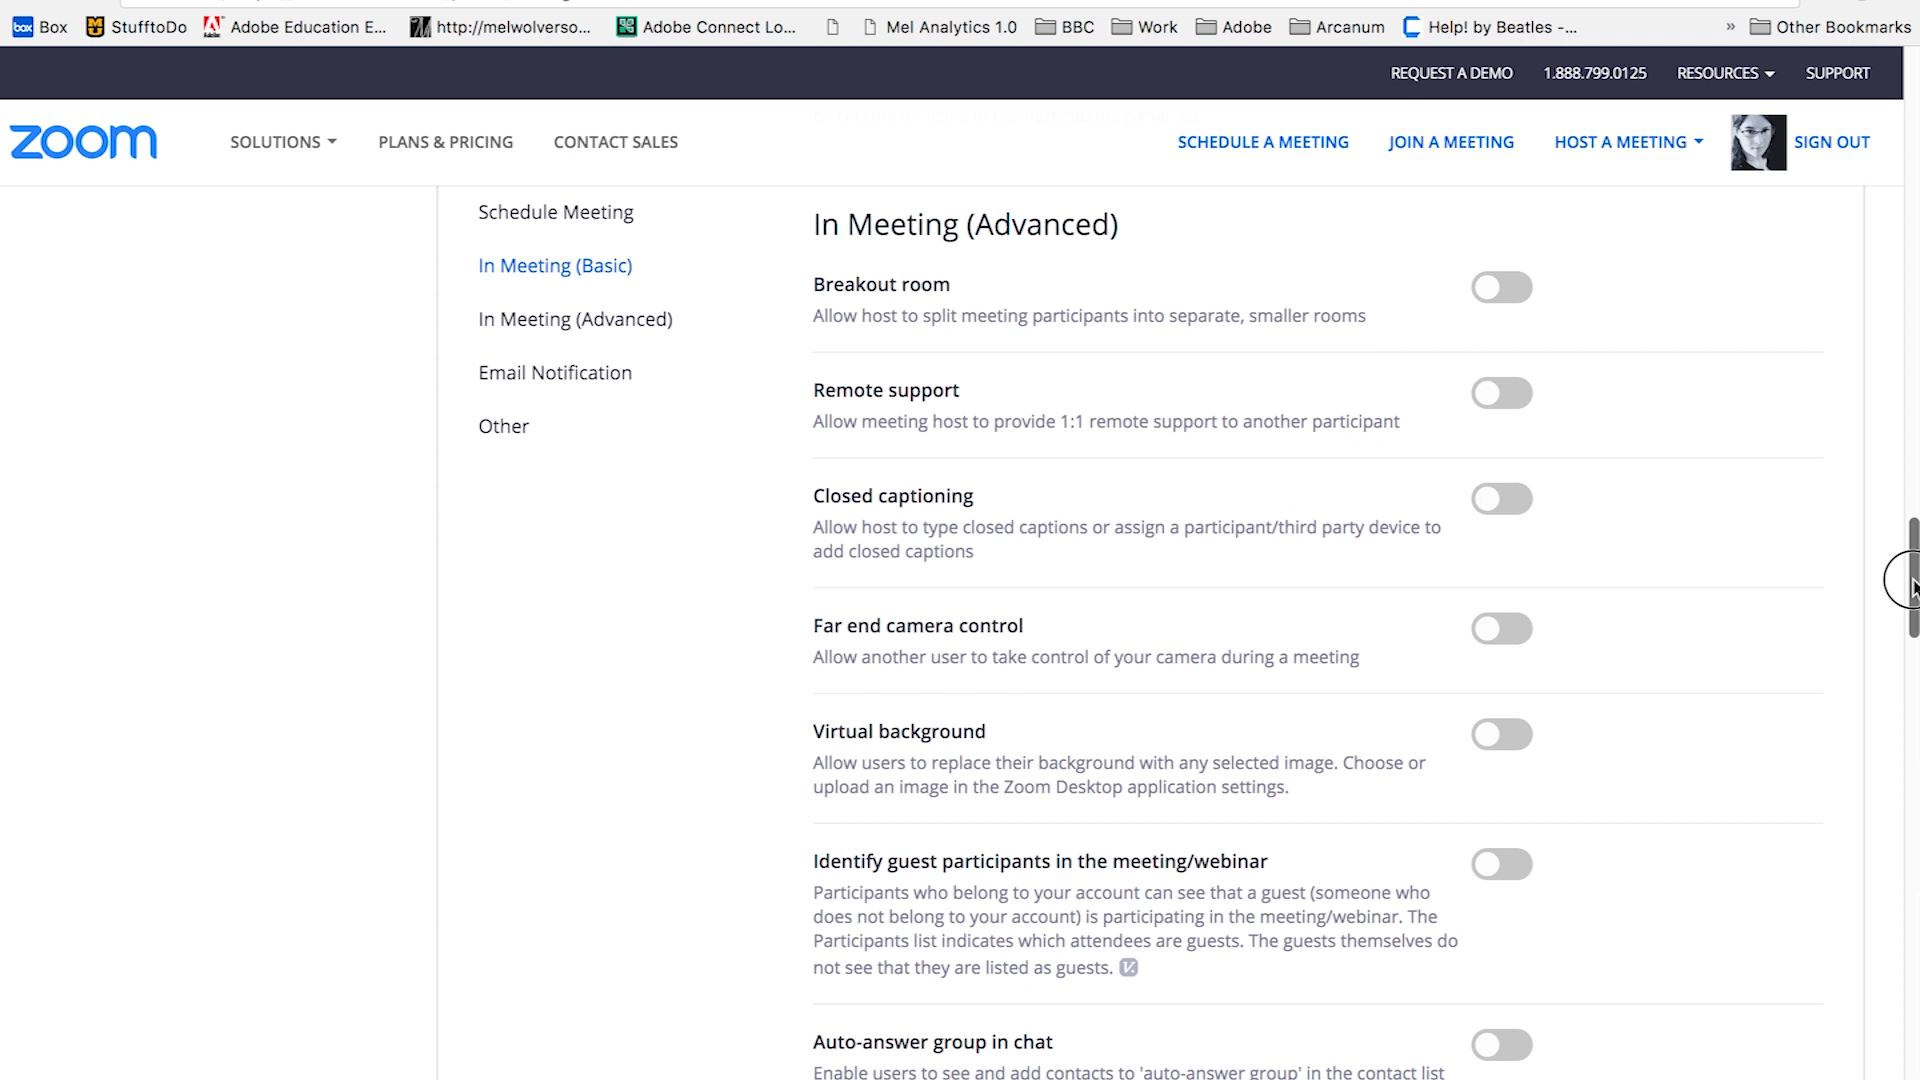 box Box StufftoDo Adobe Education E... http://melwolverso... Adobe Connect Lo... Mel Analytics 1.0 BBC Work Adobe Arcanum Help! by Beatles -... » Other Bookmarks
REQUEST A DEMO 1.888.799.0125 RESOURCES SUPPORT
zoom SOLUTIONS PLANS & PRICING CONTACT SALES SCHEDULE A MEETING JOIN A MEETING HOST A MEETING SIGN OUT
Schedule Meeting
In Meeting (Basic)
In Meeting (Advanced)
Email Notification
Other
In Meeting (Advanced)
Breakout room
Allow host to split meeting participants into separate, smaller rooms
Remote support
Allow meeting host to provide 1:1 remote support to another participant
Closed captioning
Allow host to type closed captions or assign a participant/third party device to
add closed captions
Far end camera control
Allow another user to take control of your camera during a meeting
Virtual background
Allow users to replace their background with any selected image. Choose or
upload an image in the Zoom Desktop application settings.
Identify guest participants in the meeting/webinar
Participants who belong to your account can see that a guest (someone who
does not belong to your account) is participating in the meeting/webinar. The
Participants list indicates which attendees are guests. The guests themselves do
not see that they are listed as guests.
Auto-answer group in chat
Enable users to see and add contacts to 'auto-answer group' in the contact list